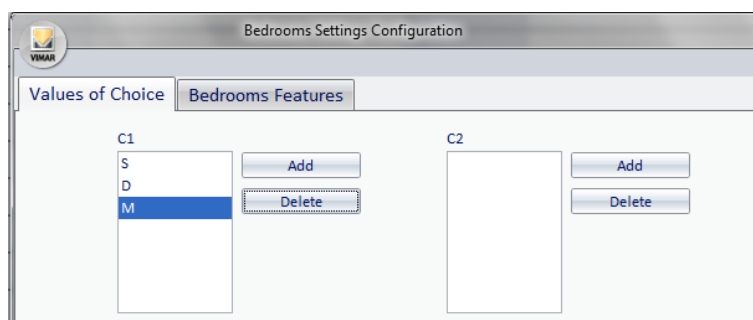 Bedrooms Settings Configuration
VIMAR
Values of Choice Bedrooms Features
C1 C2
S Add Add
D
M Delete Delete